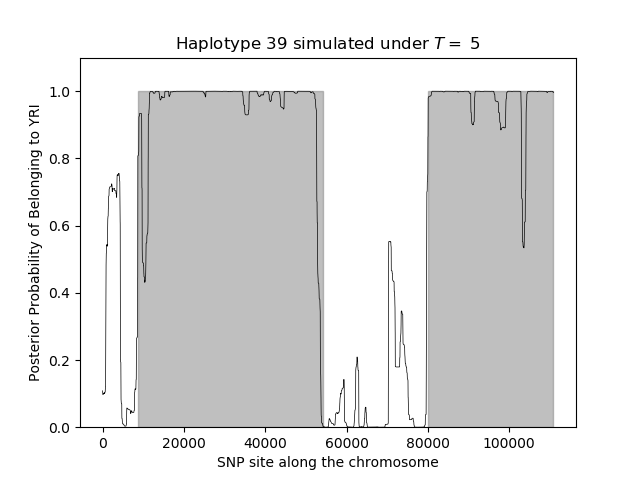 Haplotype 39 simulated under T = 5
Posterior Probability of Belonging to YRI
1.0
0.8
0.6
0.4
0.2
0.0
0 20000 40000 60000 80000 100000
SNP site along the chromosome